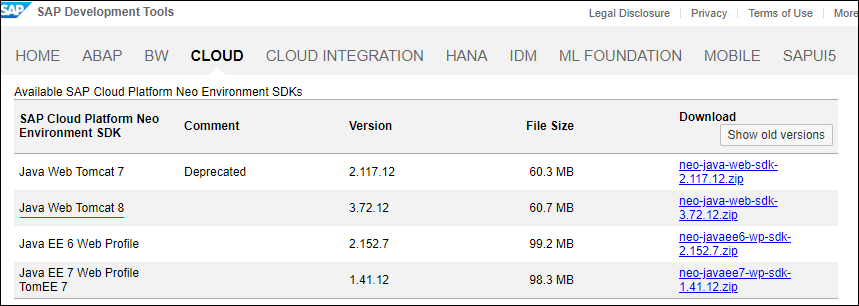 SAP SAP Development Tools Legal Disclosure Privacy Terms of Use More
HOME ABAP BW CLOUD CLOUD INTEGRATION HANA IDM ML FOUNDATION MOBILE SAPUI5
Available SAP Cloud Platform Neo Environment SDKs
SAP Cloud Platform Neo
Environment SDK
Comment
Version
File Size
Download
Show old versions
Java Web Tomcat 7 Deprecated 2.117.12 60.3 MB neo-java-web-sdk-
2.117.12.zip
Java Web Tomcat 8 3.72.12 60.7 MB neo-java-web-sdk-
3.72.12.zip
Java EE 6 Web Profile 2.152.7 99.2 MB neo-javaee6-wp-sdk-
2.152.7.zip
Java EE 7 Web Profile
TomEE 7
1.41.12 98.3 MB neo-javaee7-wp-sdk-
1.41.12.zip